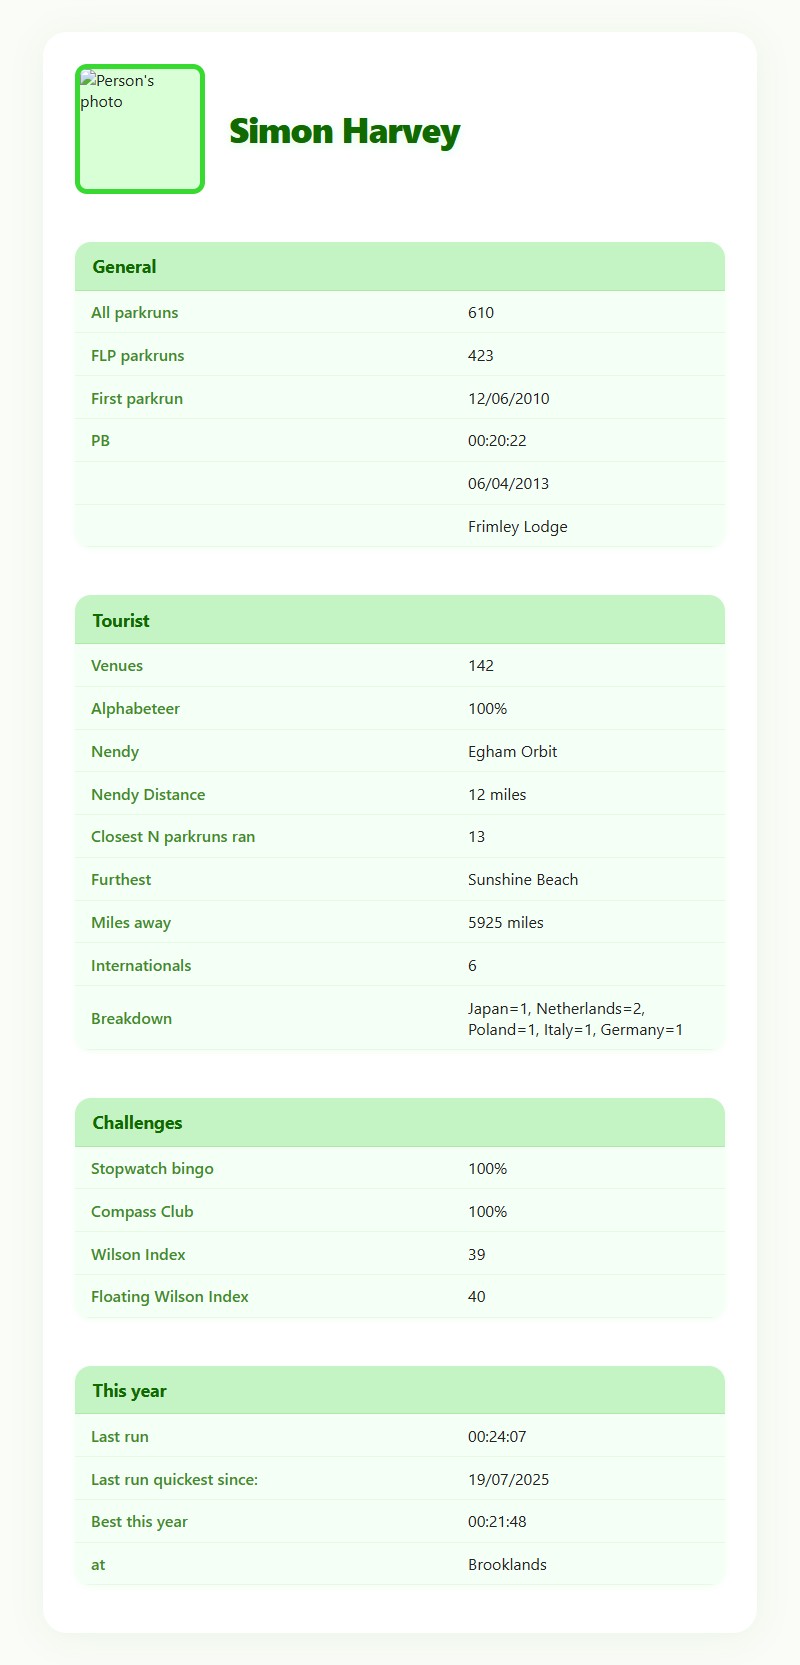 Person's
photo
Simon Harvey
General
All parkruns 610
FLP parkruns 423
First parkrun 12/06/2010
PB 00:20:22
06/04/2013
Frimley Lodge
Tourist
Venues 142
Alphabeteer 100%
Nendy Egham Orbit
Nendy Distance 12 miles
Closest N parkruns ran 13
Furthest Sunshine Beach
Miles away 5925 miles
Internationals 6
Breakdown Japan=1, Netherlands=2,
Poland=1, Italy=1, Germany=1
Challenges
Stopwatch bingo 100%
Compass Club 100%
Wilson Index 39
Floating Wilson Index 40
This year
Last run 00:24:07
Last run quickest since: 19/07/2025
Best this year 00:21:48
at Brooklands